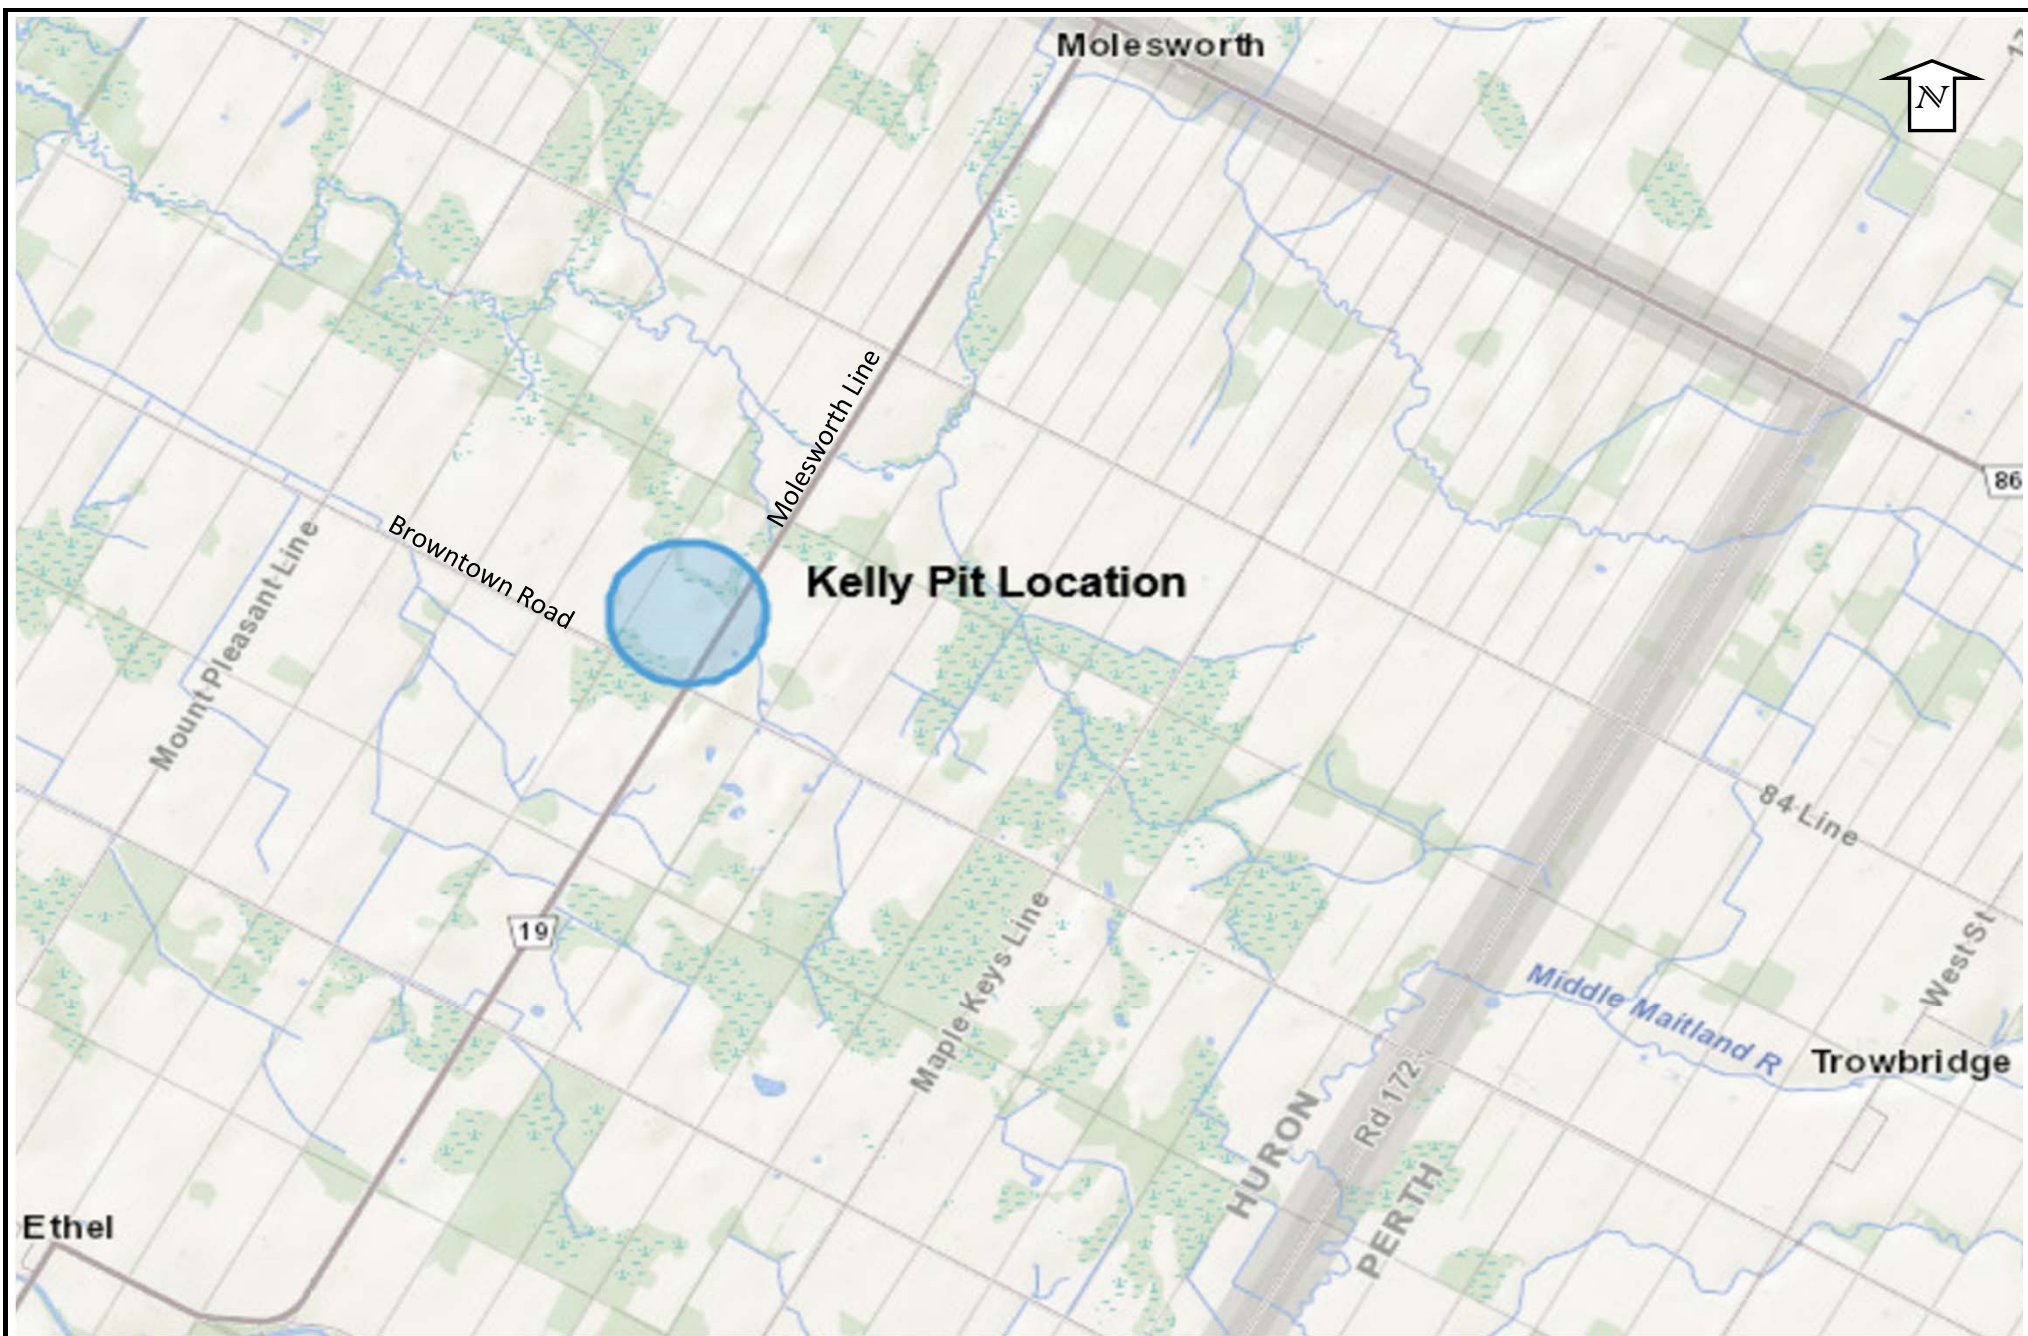 Molesworth
17
N
86
Molesworth Line
Browntown Road
Mount Pleasant Line
Kelly Pit Location
84 Line
19
Maple Keys Line
West St
Middle Maitland R
Trowbridge
Rd 172
HURON
PERTH
Ethel